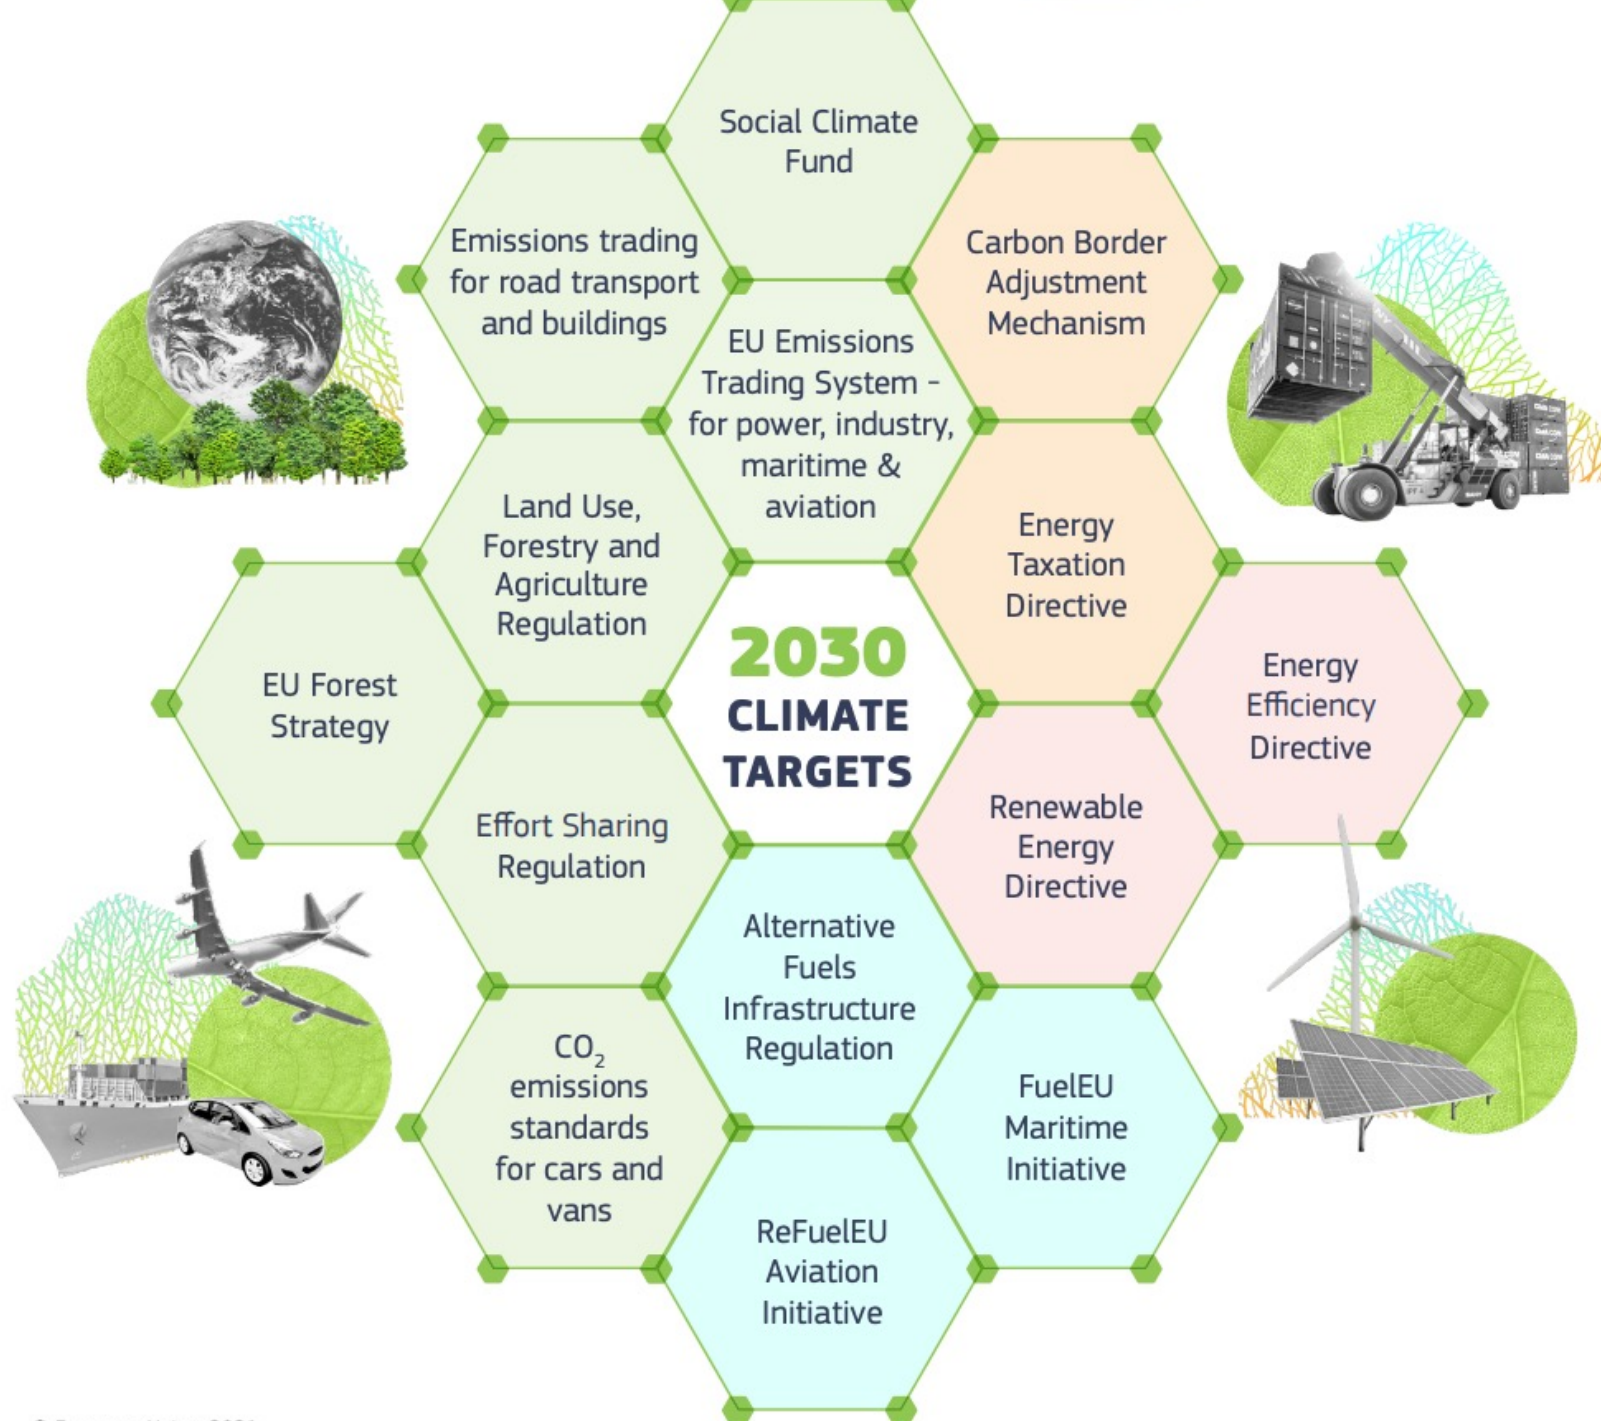 Social Climate
Fund
Emissions trading
for road transport
and buildings
Carbon Border
Adjustment
Mechanism
EU Emissions
Trading System -
for power, industry,
maritime &
aviation
Land Use,
Forestry and
Agriculture
Regulation
Energy
Taxation
Directive
EU Forest
Strategy
2030
CLIMATE
TARGETS
Energy
Efficiency
Directive
Effort Sharing
Regulation
Renewable
Energy
Directive
Alternative
Fuels
Infrastructure
Regulation
CO₂
emissions
standards
for cars and
vans
FuelEU
Maritime
Initiative
ReFuelEU
Aviation
Initiative